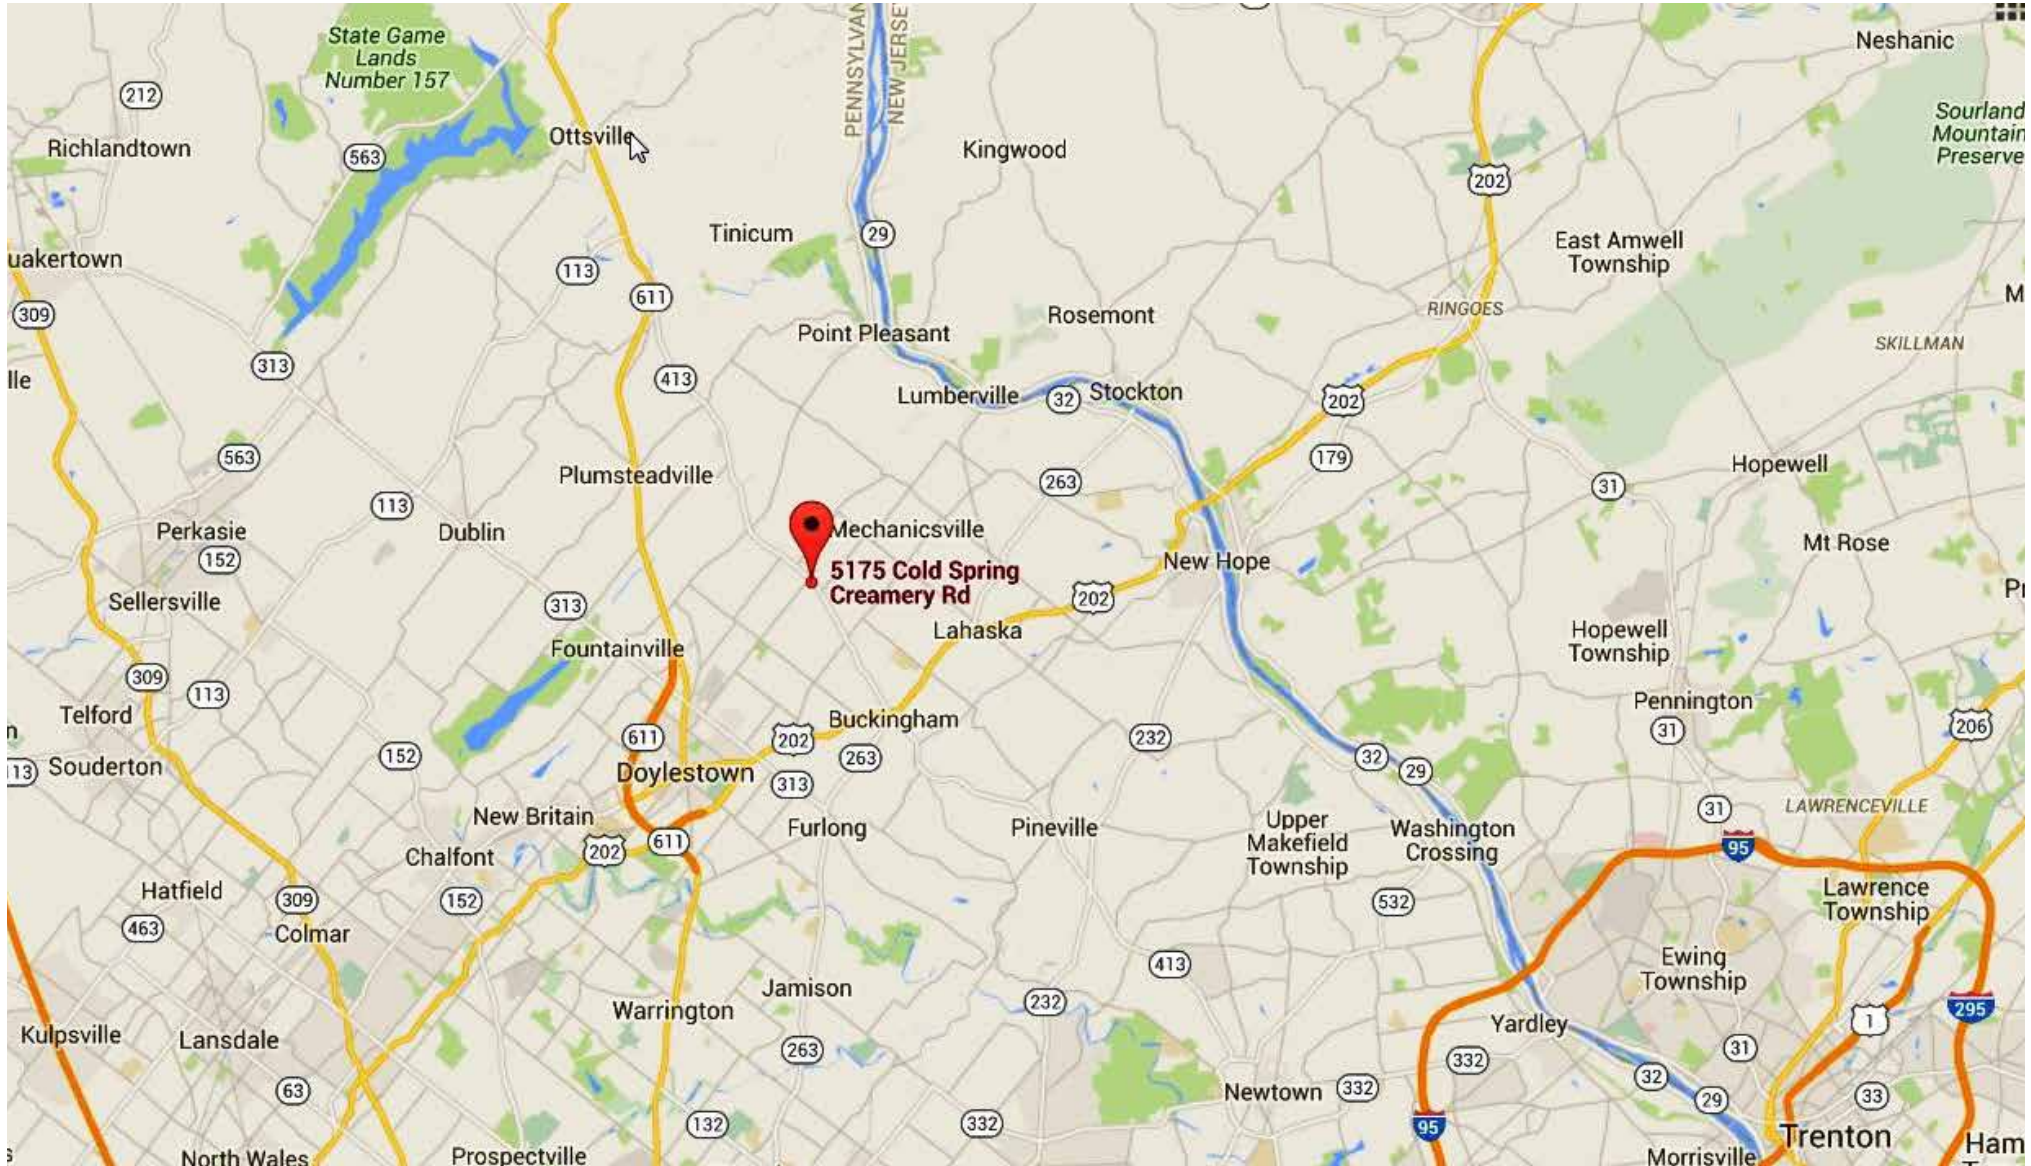 State Game
Lands
Number 157
PENNSYLVAN
NEW JERSE
Neshanic
212
Sourland
Mountain
Preserve
Richlandtown
563
Ottsville
Kingwood
202
Tinicum
29
East Amwell
Township
uakertown
113
309
611
Rosemont
RINGOES
M
Point Pleasant
SKILLMAN
313
lle
413
Lumberville
32
Stockton
202
563
Plumsteadville
179
Hopewell
263
31
113
Perkasie
Dublin
Mechanicsville
Mt Rose
152
New Hope
5175 Cold Spring
Creamery Rd
Sellersville
313
202
Pr
Lahaska
Hopewell
Township
Fountainville
309
113
Pennington
Telford
Buckingham
206
n
611
202
232
31
152
263
32
29
113
Souderton
Doylestown
313
31
LAWRENCEVILLE
New Britain
Furlong
Pineville
Upper
Makefield
Township
Washington
Crossing
202
611
95
Chalfont
Hatfield
Lawrence
Township
309
152
532
463
Colmar
413
Ewing
Township
Jamison
232
295
Warrington
Yardley
1
Kulpsville
Lansdale
263
31
332
63
Newtown
332
32
29
33
132
332
95
Trenton
Ham
s
North Wales
Prospectville
Morrisville